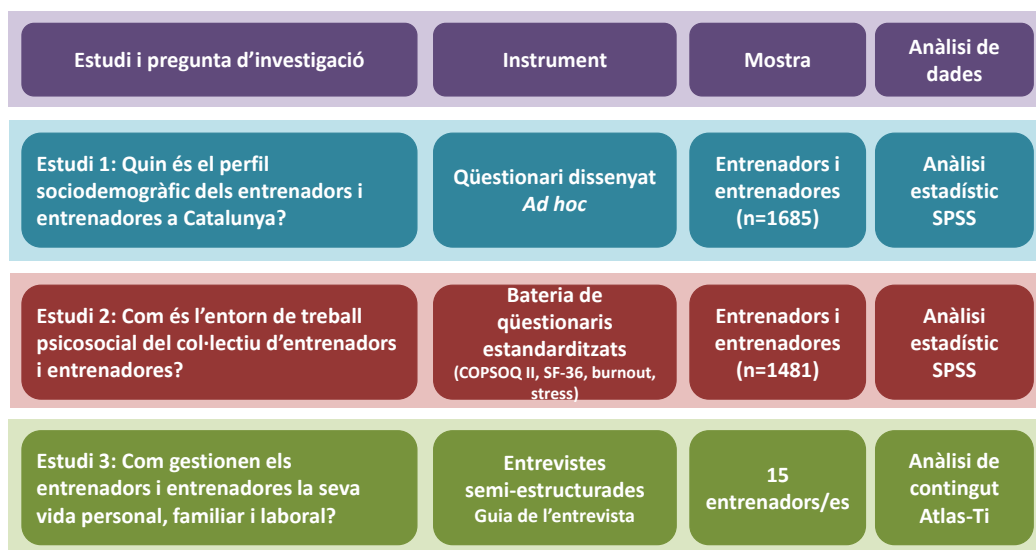 Estudi i pregunta d'investigació
Instrument
Mostra
Anàlisi de
dades
Estudi 1: Quin és el perfil
sociodemogràfic dels entrenadors i
entrenadores a Catalunya?
Qüestionari dissenyat
Ad hoc
Entrenadors i
entrenadores
(n=1685)
Anàlisi
estadístic
SPSS
Estudi 2: Com és l'entorn de treball
psicosocial del col·lectiu d'entrenadors
i entrenadores?
Bateria de
qüestionaris
estandarditzats
(COPSOQ II, SF-36, burnout,
stress)
Entrenadors i
entrenadores
(n=1481)
Anàlisi
estadístic
SPSS
Estudi 3: Com gestionen els
entrenadors i entrenadores la seva
vida personal, familiar i laboral?
Entrevistes
semi-estructurades
Guia de l'entrevista
15
entrenadors/es
Anàlisi de
contingut
Atlas-Ti